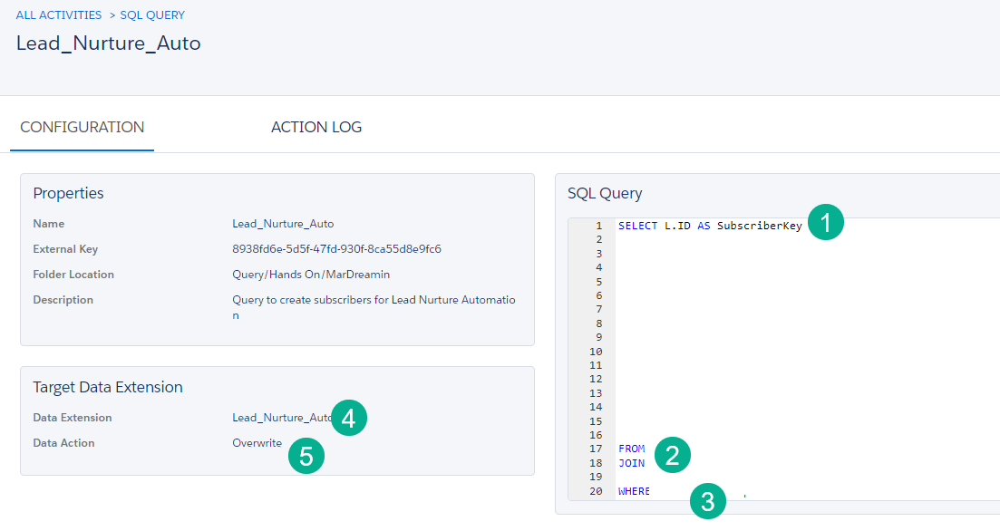 ALL ACTIVITIES > SQL QUERY
Lead_Nurture_Auto
CONFIGURATION ACTION LOG
Properties
Name Lead_Nurture_Auto
External Key 8938fd6e-5d5f-47fd-930f-8ca55d8e9fc6
Folder Location Query/Hands On/MarDreamin
Description Query to create subscribers for Lead Nurture Automatio
n
Target Data Extension
Data Extension Lead_Nurture_Auto 4
Data Action Overwrite 5
SQL Query
1 SELECT L.ID AS SubscriberKey 1
2
3
4
5
6
7
8
9
10
11
12
13
14
15
16
17 FROM 2
18 JOIN
19
20 WHERE 3